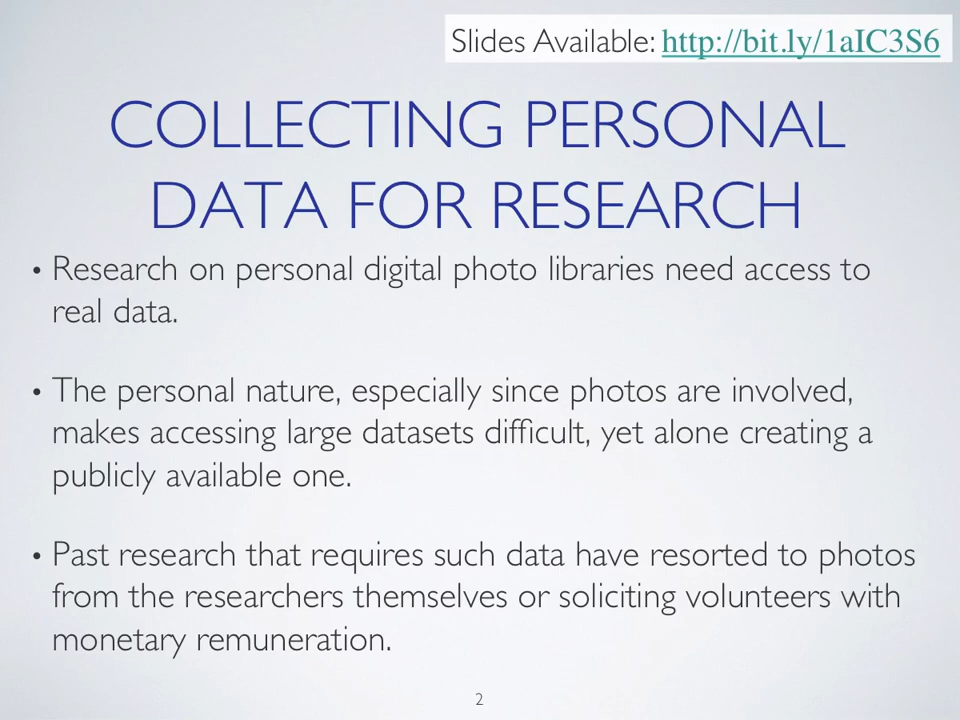 Slides Available: http://bit.ly/1aIC3S6
COLLECTING PERSONAL
DATA FOR RESEARCH
• Research on personal digital photo libraries need access to
real data.
• The personal nature, especially since photos are involved,
makes accessing large datasets difficult, yet alone creating a
publicly available one.
• Past research that requires such data have resorted to photos
from the researchers themselves or soliciting volunteers with
monetary remuneration.
2